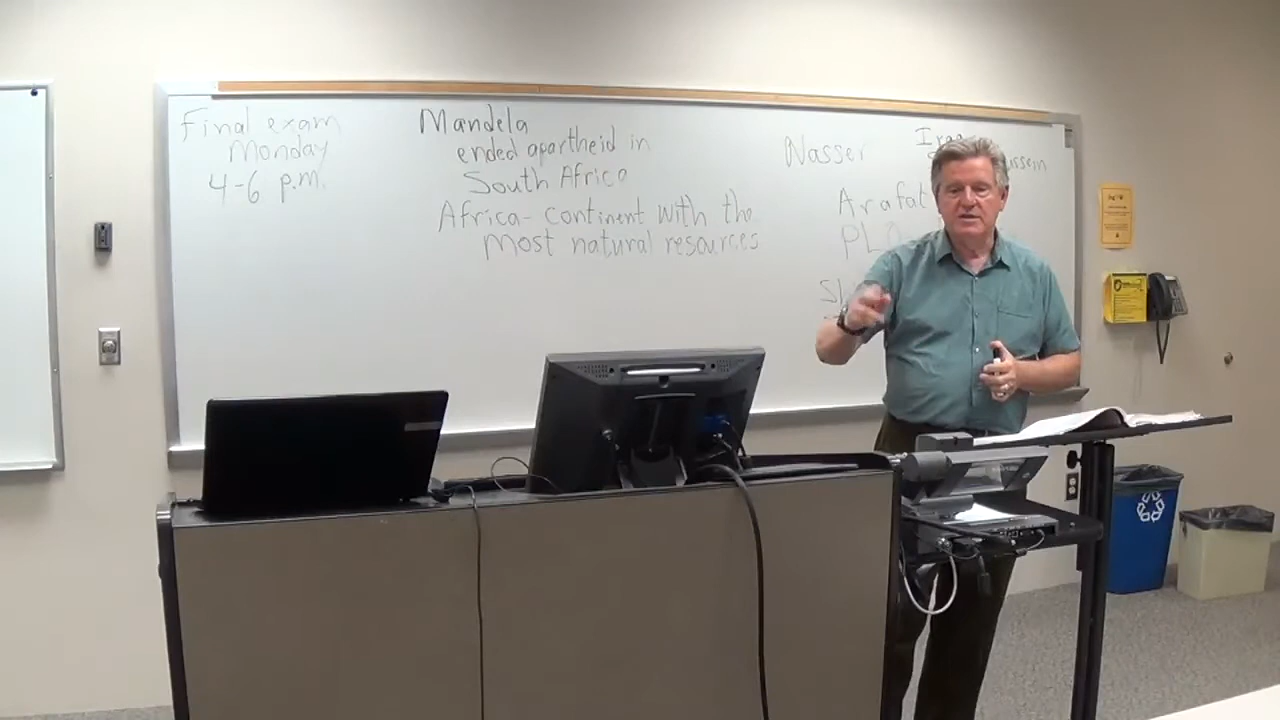 Final exam
Monday
4-6 p.m.
Mandela
ended apartheid in
South Africa
Africa- continent with the
most natural resources
Nasser
Arafat